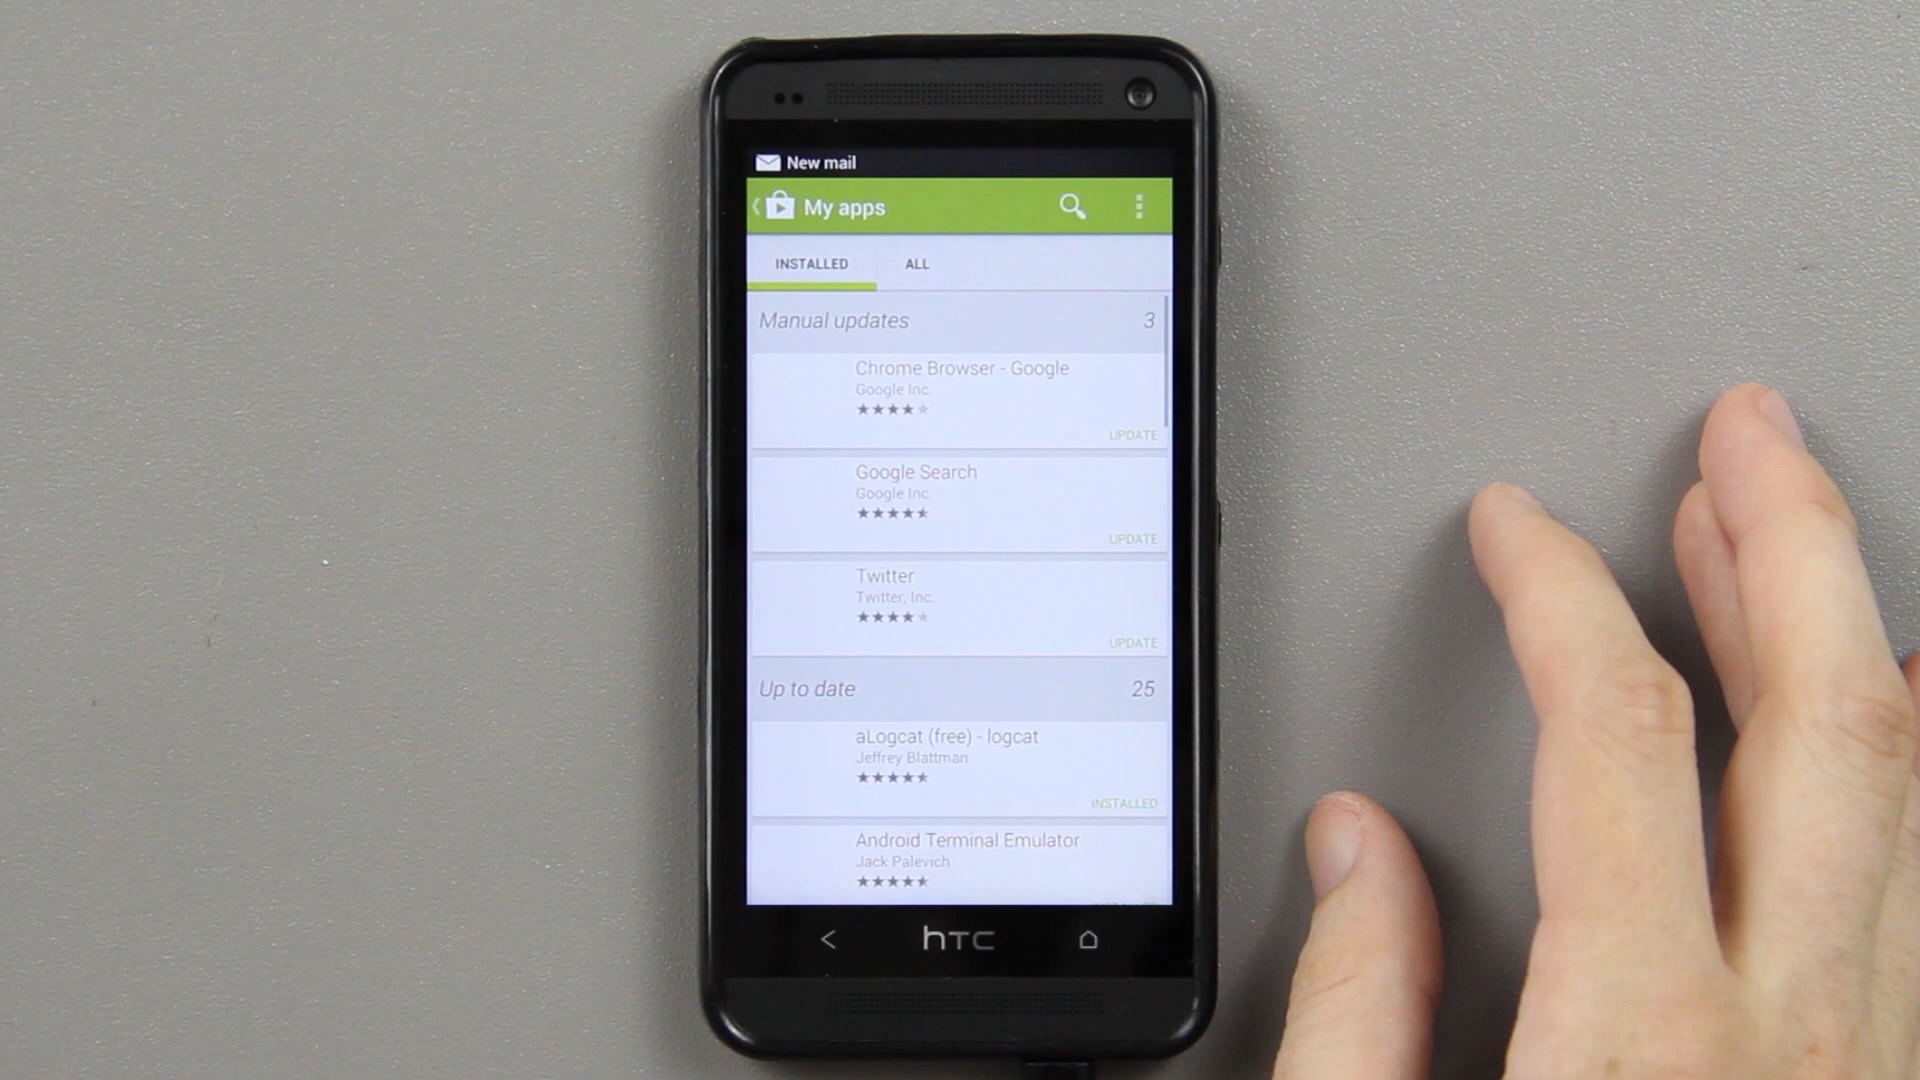 New mail
My apps
INSTALLED ALL
Manual updates 3
Chrome Browser - Google
Google Inc.
UPDATE
Google Search
Google Inc.
UPDATE
Twitter
Twitter, Inc.
UPDATE
Up to date 25
aLogcat (free) - logcat
Jeffrey Blattman
INSTALLED
Android Terminal Emulator
Jack Palevich
hTC